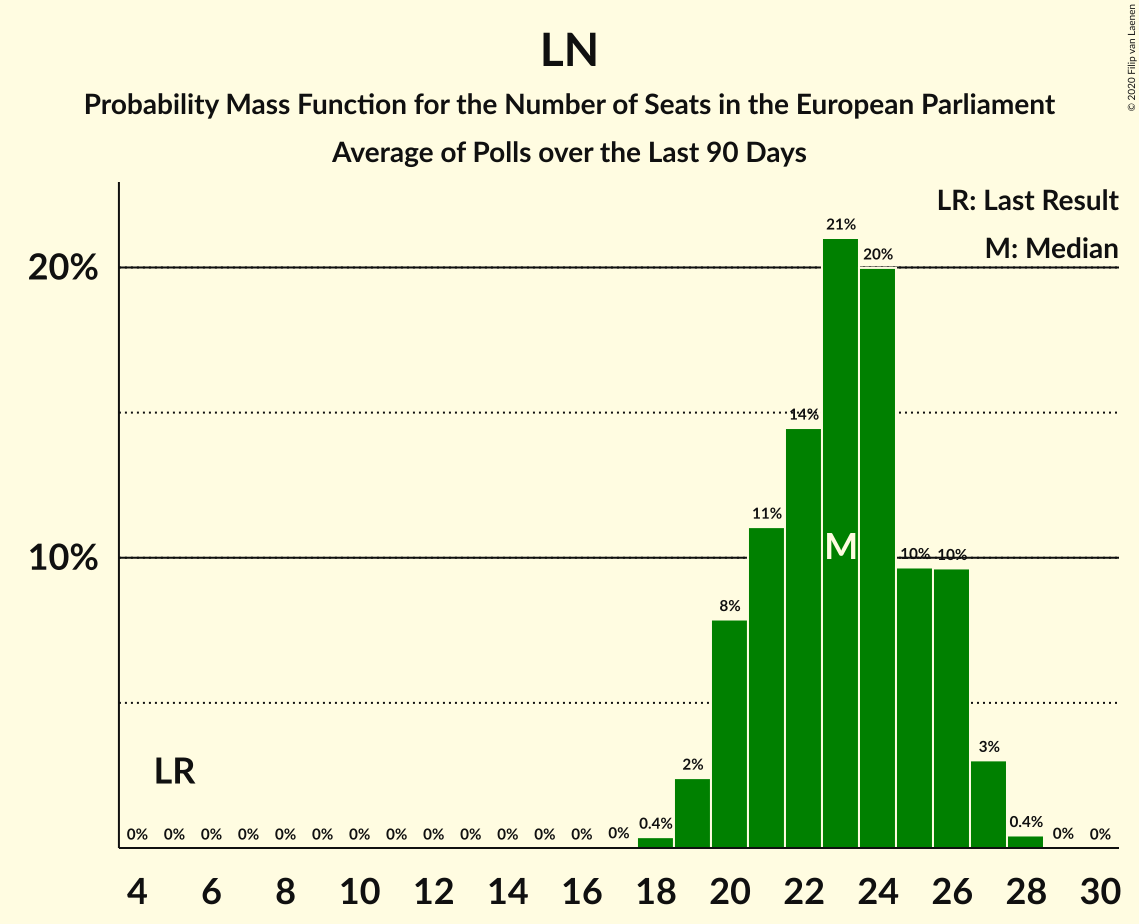 LN
Probability Mass Function for the Number of Seats in the European Parliament
Average of Polls over the Last 90 Days
© 2020 Filip van Laenen
LR: Last Result
M: Median
20%
10%
21%
20%
14%
11%
10% 10%
8%
3%
2%
0.4% 0.4%
M
LR
0% 0% 0% 0% 0% 0% 0% 0% 0% 0% 0% 0% 0% 0% 0% 0%
4 6 8 10 12 14 16 18 20 22 24 26 28 30